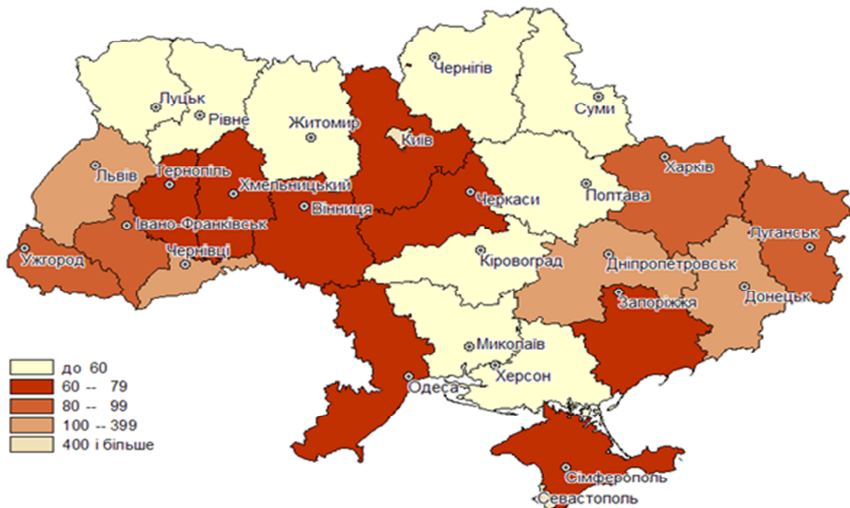 Чернігів
Суми
Луцьк
Рівне
Житомир
Київ
Львів
Тернопіль
Хмельницький
Вінниця
Черкаси
Полтава
Харків
Івано-Франківськ
Ужгород
Чернівці
Кіровоград
Дніпропетровськ
Луганськ
Запоріжжя
Донецьк
Миколаїв
Херсон
Одеса
Сімферополь
Севастополь
до 60
60 -- 79
80 -- 99
100 -- 399
400 і більше